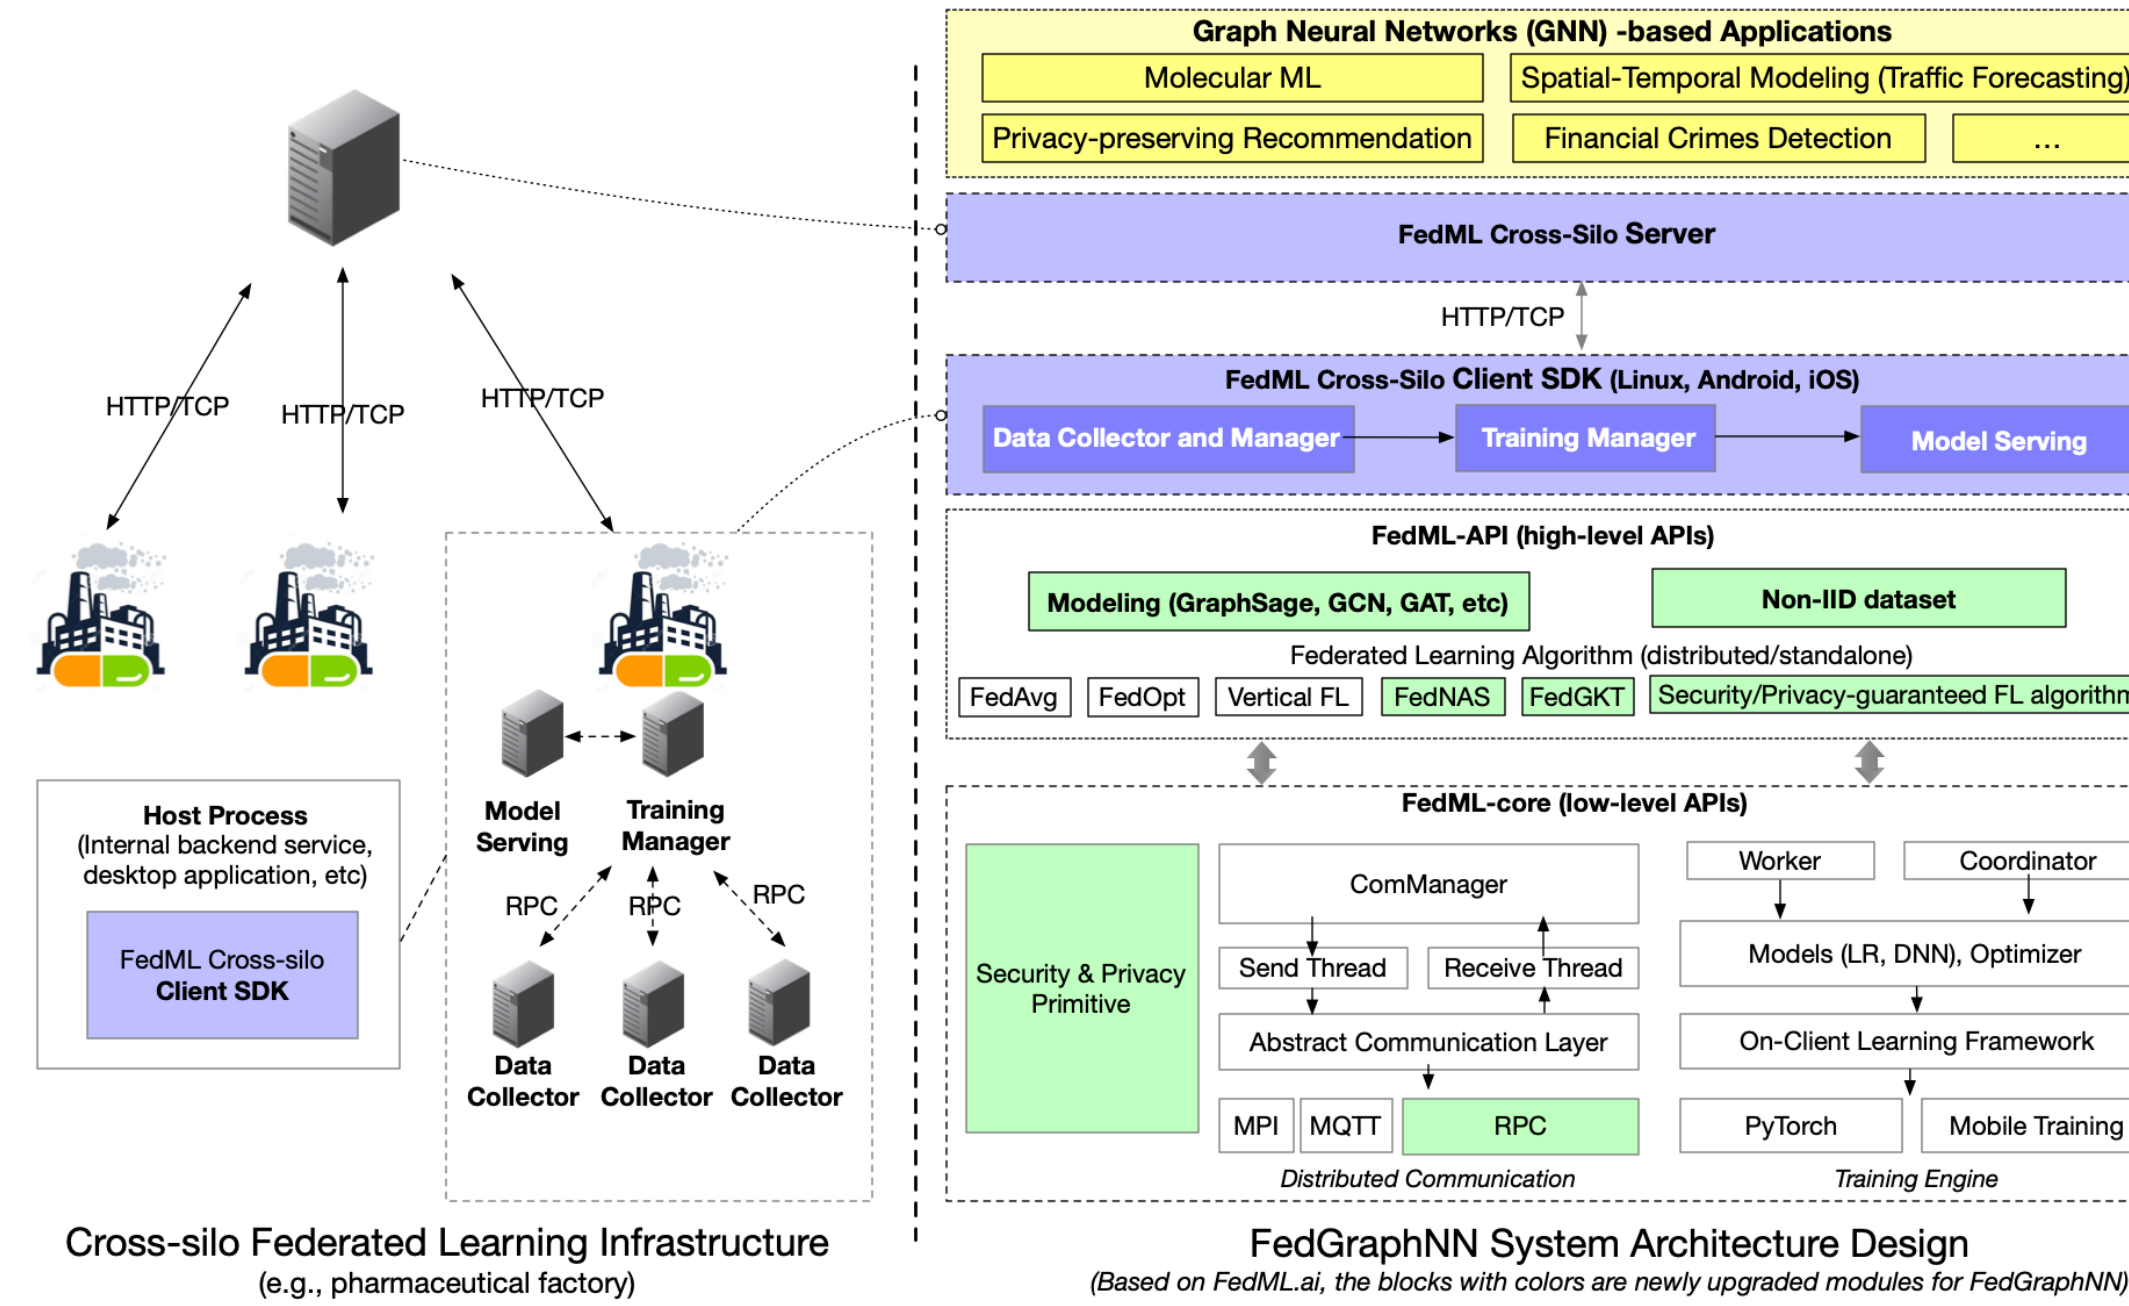 HTTP/TCP
HTTP/TCP
HTTP/TCP
Host Process
(Internal backend service,
desktop application, etc)
FedML Cross-silo
Client SDK
Model
Serving
Training
Manager
RPC
RPC
RPC
Data
Collector
Data
Collector
Data
Collector
Cross-silo Federated Learning Infrastructure
(e.g., pharmaceutical factory)
Graph Neural Networks (GNN) -based Applications
Molecular ML
Spatial-Temporal Modeling (Traffic Forecasting)
Privacy-preserving Recommendation
Financial Crimes Detection
...
FedML Cross-Silo Server
HTTP/TCP
FedML Cross-Silo Client SDK (Linux, Android, iOS)
Data Collector and Manager
Training Manager
Model Serving
FedML-API (high-level APIs)
Modeling (GraphSage, GCN, GAT, etc)
Non-IID dataset
Federated Learning Algorithm (distributed/standalone)
FedAvg
FedOpt
Vertical FL
FedNAS
FedGKT
Security/Privacy-guaranteed FL algorithm
FedML-core (low-level APIs)
Security & Privacy
Primitive
ComManager
Send Thread
Receive Thread
Abstract Communication Layer
MPI
MQTT
RPC
Distributed Communication
Worker
Coordinator
Models (LR, DNN), Optimizer
On-Client Learning Framework
PyTorch
Mobile Training
Training Engine
FedGraphNN System Architecture Design
(Based on FedML.ai, the blocks with colors are newly upgraded modules for FedGraphNN)